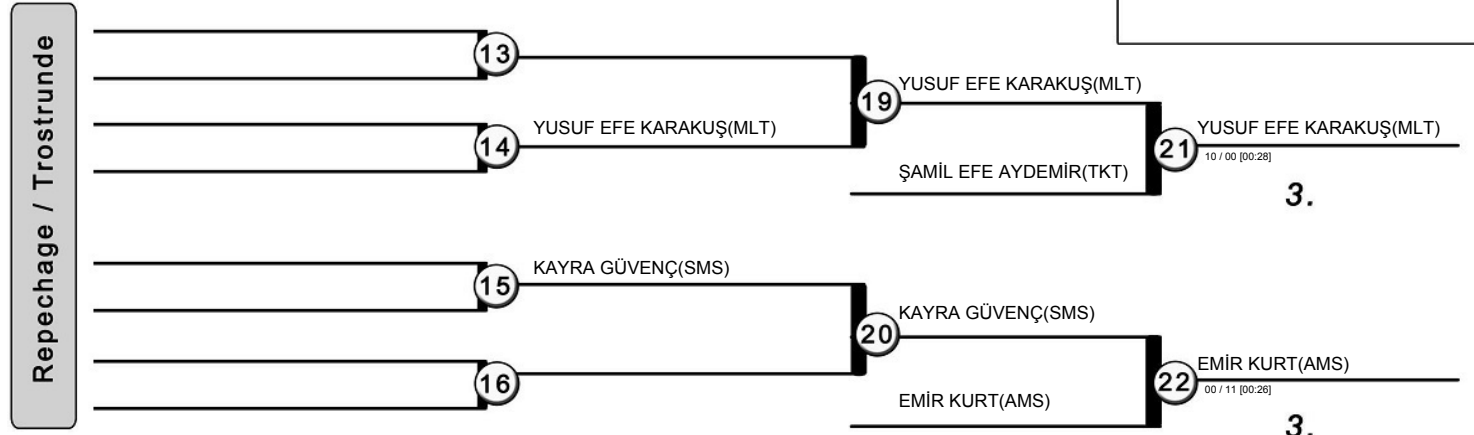 Repechage / Trostrunde
13
YUSUF EFE KARAKUŞ(MLT)
19
14
YUSUF EFE KARAKUŞ(MLT)
YUSUF EFE KARAKUŞ(MLT)
21
10 / 00 [00:28]
ŞAMİL EFE AYDEMİR(TKT)
3.
KAYRA GÜVENÇ(SMS)
15
KAYRA GÜVENÇ(SMS)
20
16
EMİR KURT(AMS)
22
00 / 11 [00:26]
EMİR KURT(AMS)
3.